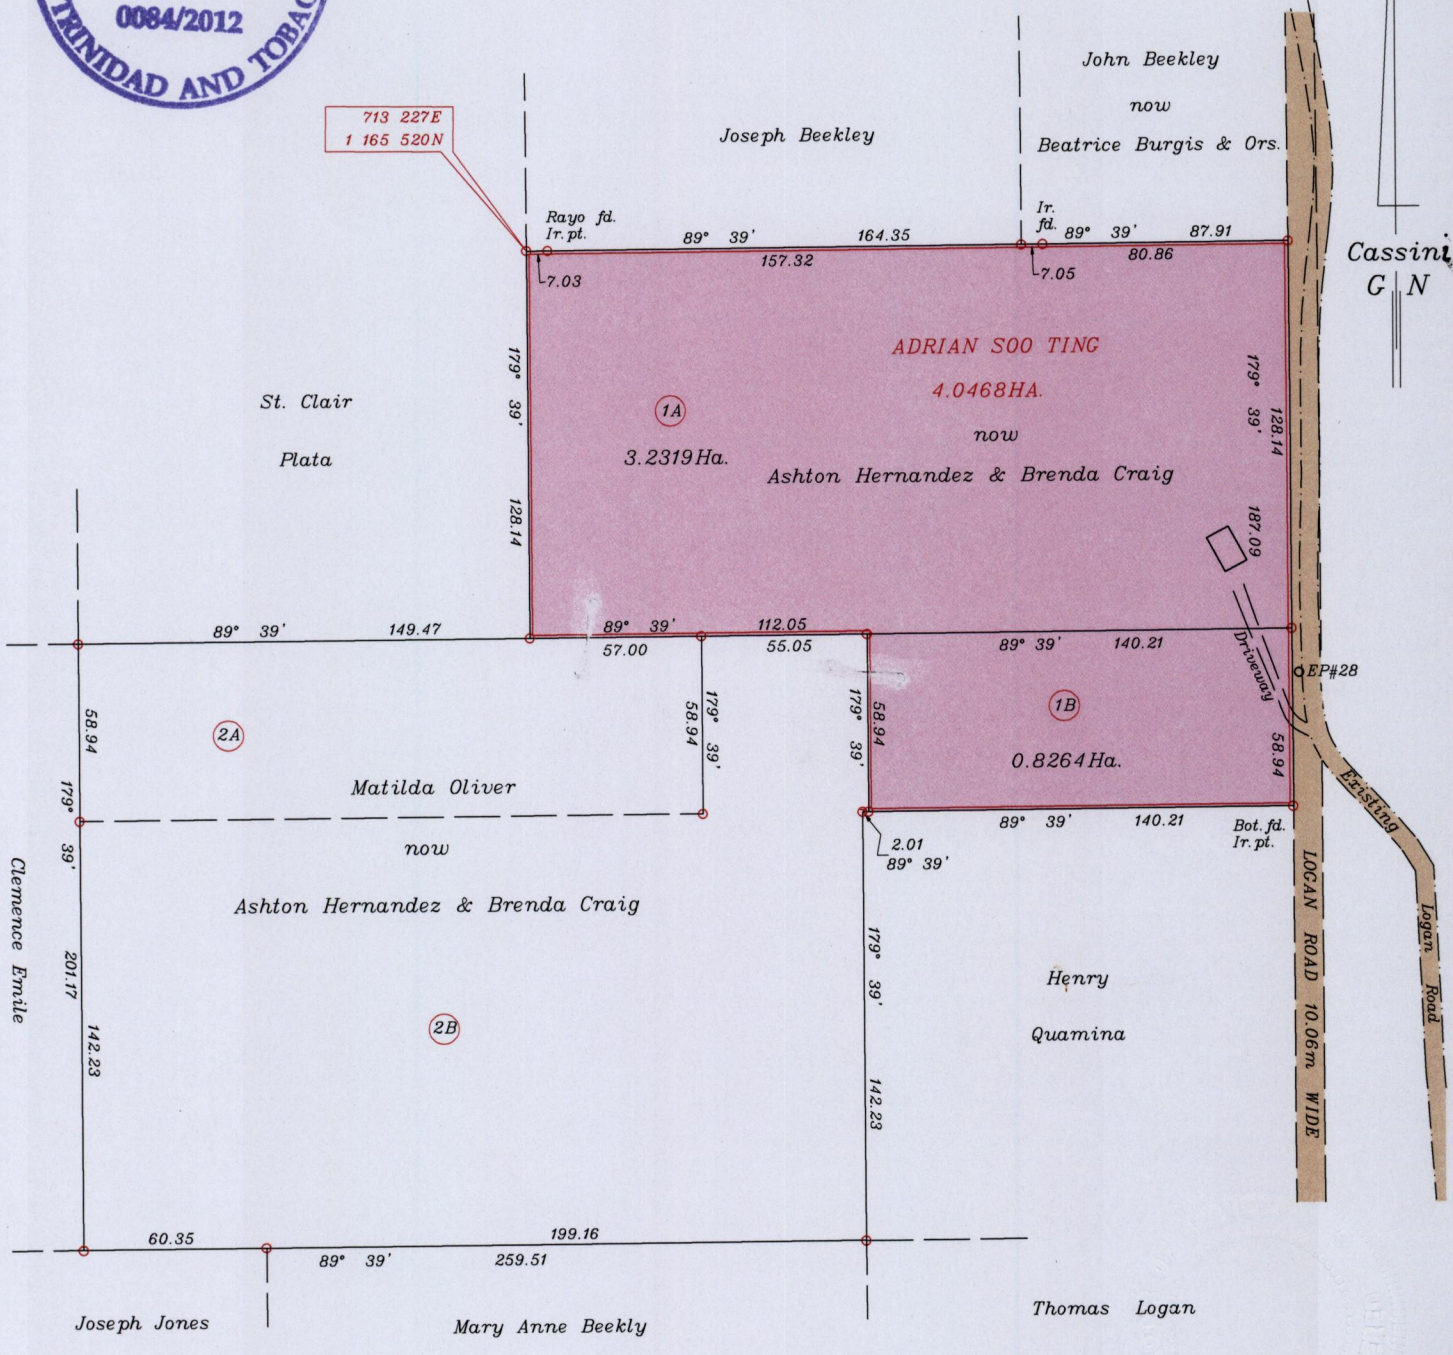 0084/2012
TRINIDAD AND TOBAG
713 227E
1 165 520N
Joseph Beekley
John Beekley
now
Beatrice Burgis & Ors.
Rayo fd.
Ir. pt.
89° 39' 164.35
157.32
7.03
Ir.
fd.
89° 39' 87.91
80.86
7.05
Cassini
G N
179° 39' 128.14
St. Clair
Plata
1A
3.2319Ha.
ADRIAN SOO TING
4.0468HA.
now
Ashton Hernandez & Brenda Craig
179° 39' 187.09
128.14
89° 39' 149.47
89° 39' 112.05
57.00
55.05
89° 39' 140.21
Driveway
EP#28
58.94
2A
179° 39'
58.94
179° 39'
58.94
1B
0.8264Ha.
58.94
Matilda Oliver
now
Ashton Hernandez & Brenda Craig
89° 39' 140.21
Bot. fd.
Ir. pt.
2.01
89° 39'
Existing
Logan Road
LOGAN ROAD 10.06m WIDE
Clemence Emile
179° 39' 201.17
142.23
2B
179° 39'
142.23
Henry
Quamina
60.35
199.16
89° 39' 259.51
Joseph Jones
Mary Anne Beekly
Thomas Logan